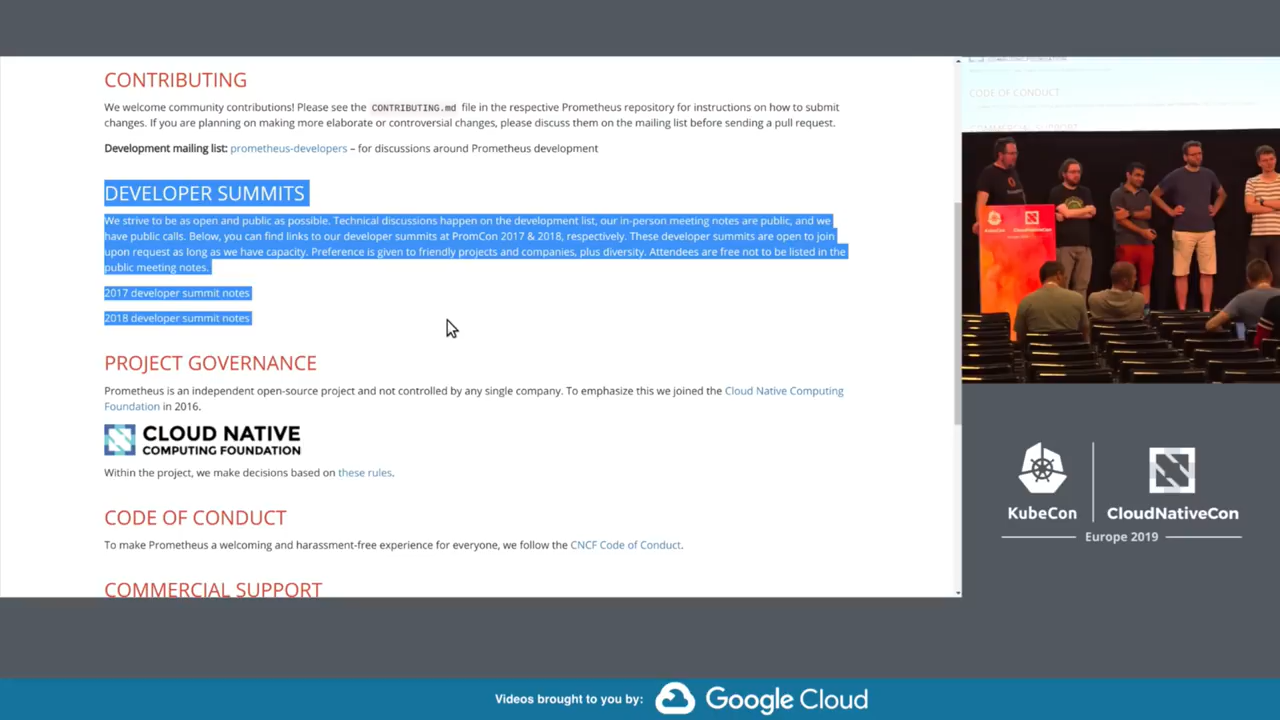 CONTRIBUTING
We welcome community contributions! Please see the CONTRIBUTING.md file in the respective Prometheus repository for instructions on how to submit
changes. If you are planning on making more elaborate or controversial changes, please discuss them on the mailing list before sending a pull request.
Development mailing list: prometheus-developers – for discussions around Prometheus development
DEVELOPER SUMMITS
We strive to be as open and public as possible. Technical discussions happen on the development list, our in-person meeting notes are public, and we
have public calls. Below, you can find links to our developer summits at PromCon 2017 & 2018, respectively. These developer summits are open to join
upon request as long as we have capacity. Preference is given to friendly projects and companies, plus diversity. Attendees are free not to be listed in the
public meeting notes.
2017 developer summit notes
2018 developer summit notes
PROJECT GOVERNANCE
Prometheus is an independent open-source project and not controlled by any single company. To emphasize this we joined the Cloud Native Computing
Foundation in 2016.
CLOUD NATIVE
COMPUTING FOUNDATION
Within the project, we make decisions based on these rules.
CODE OF CONDUCT
To make Prometheus a welcoming and harassment-free experience for everyone, we follow the CNCF Code of Conduct.
COMMERCIAL SUPPORT
CODE OF CONDUCT
COMMERCIAL SUPPORT
KubeCon CloudNativeCon
KubeCon CloudNativeCon
Europe 2019
Videos brought to you by: Google Cloud